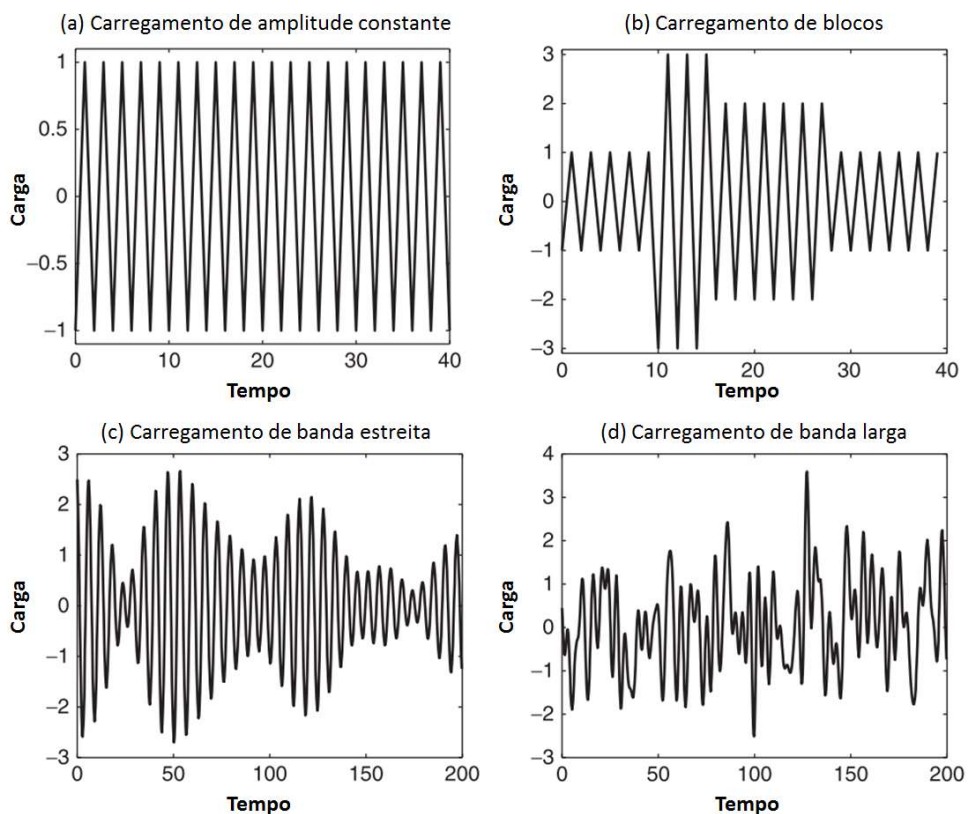 (a) Carregamento de amplitude constante
1
0.5
0
−0.5
−1
Carga
0 10 20 30 40
Tempo
(b) Carregamento de blocos
3
2
1
0
−1
−2
−3
Carga
0 10 20 30 40
Tempo
(c) Carregamento de banda estreita
3
2
1
0
−1
−2
−3
Carga
0 50 100 150 200
Tempo
(d) Carregamento de banda larga
4
3
2
1
0
−1
−2
−3
Carga
0 50 100 150 200
Tempo